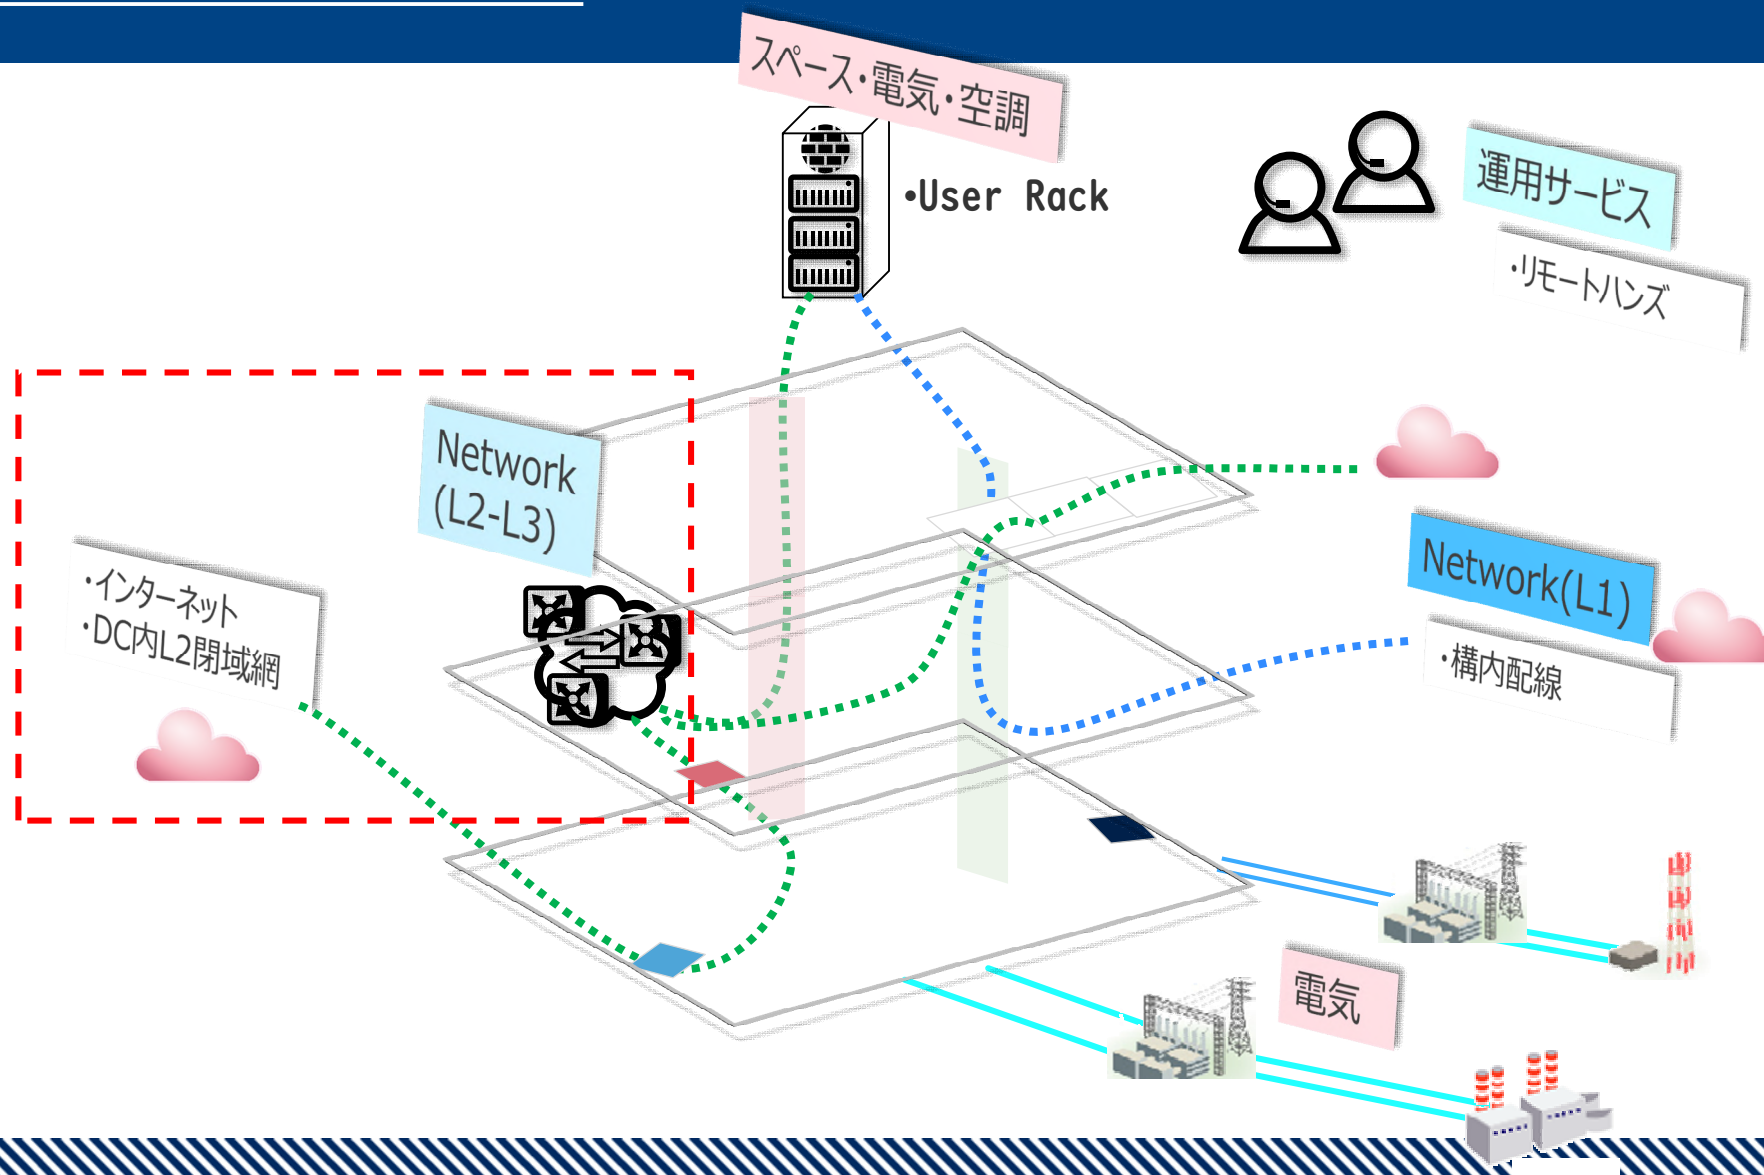 スペース・電気・空調
•User Rack
運用サービス
・リモートハンズ
Network
(L2-L3)
・インターネット
・DC内L2閉域網
Network(L1)
・構内配線
電気